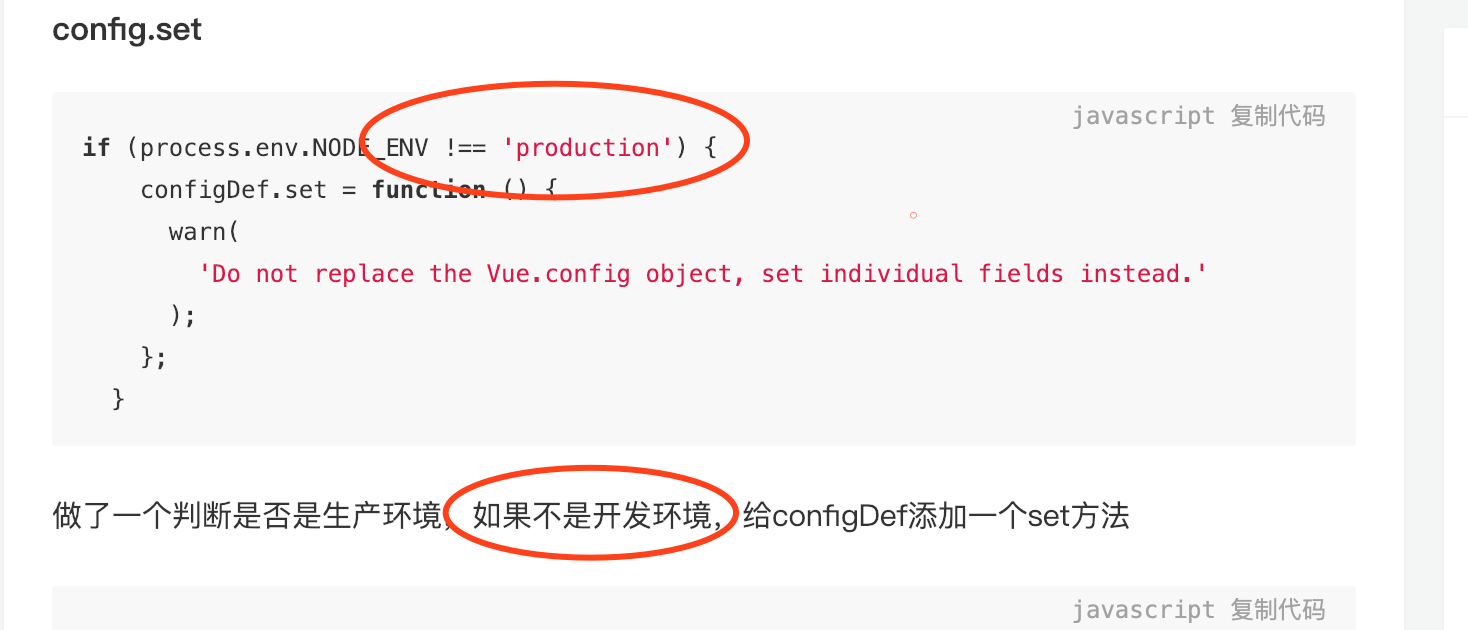 config.set
javascript 复制代码
if (process.env.NODE_ENV !== 'production') {
configDef.set = function () {
warn(
'Do not replace the Vue.config object, set individual fields instead.'
);
};
}
做了一个判断是否是生产环境，如果不是开发环境，给configDef添加一个set方法
javascript 复制代码